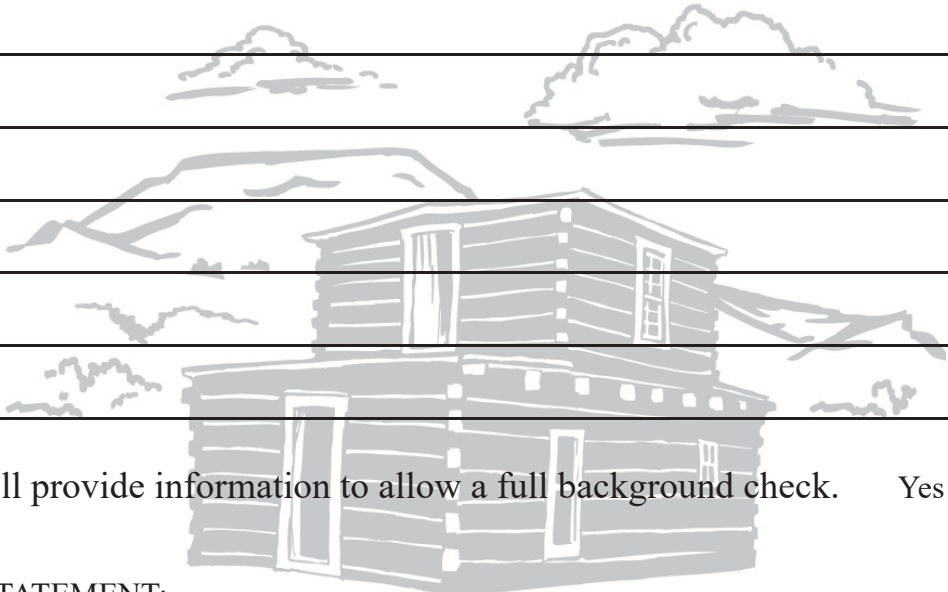 ll provide information to allow a full background check. Yes
TATEMENT: